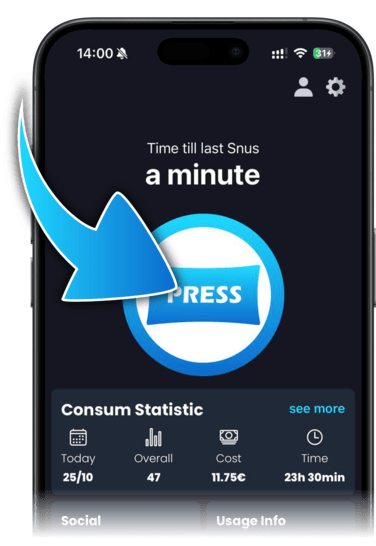 14:00
31
Time till last Snus
a minute
PRESS
Consum Statistic see more
Today Overall Cost Time
25/10 47 11.75€ 23h 30min
Social Usage Info